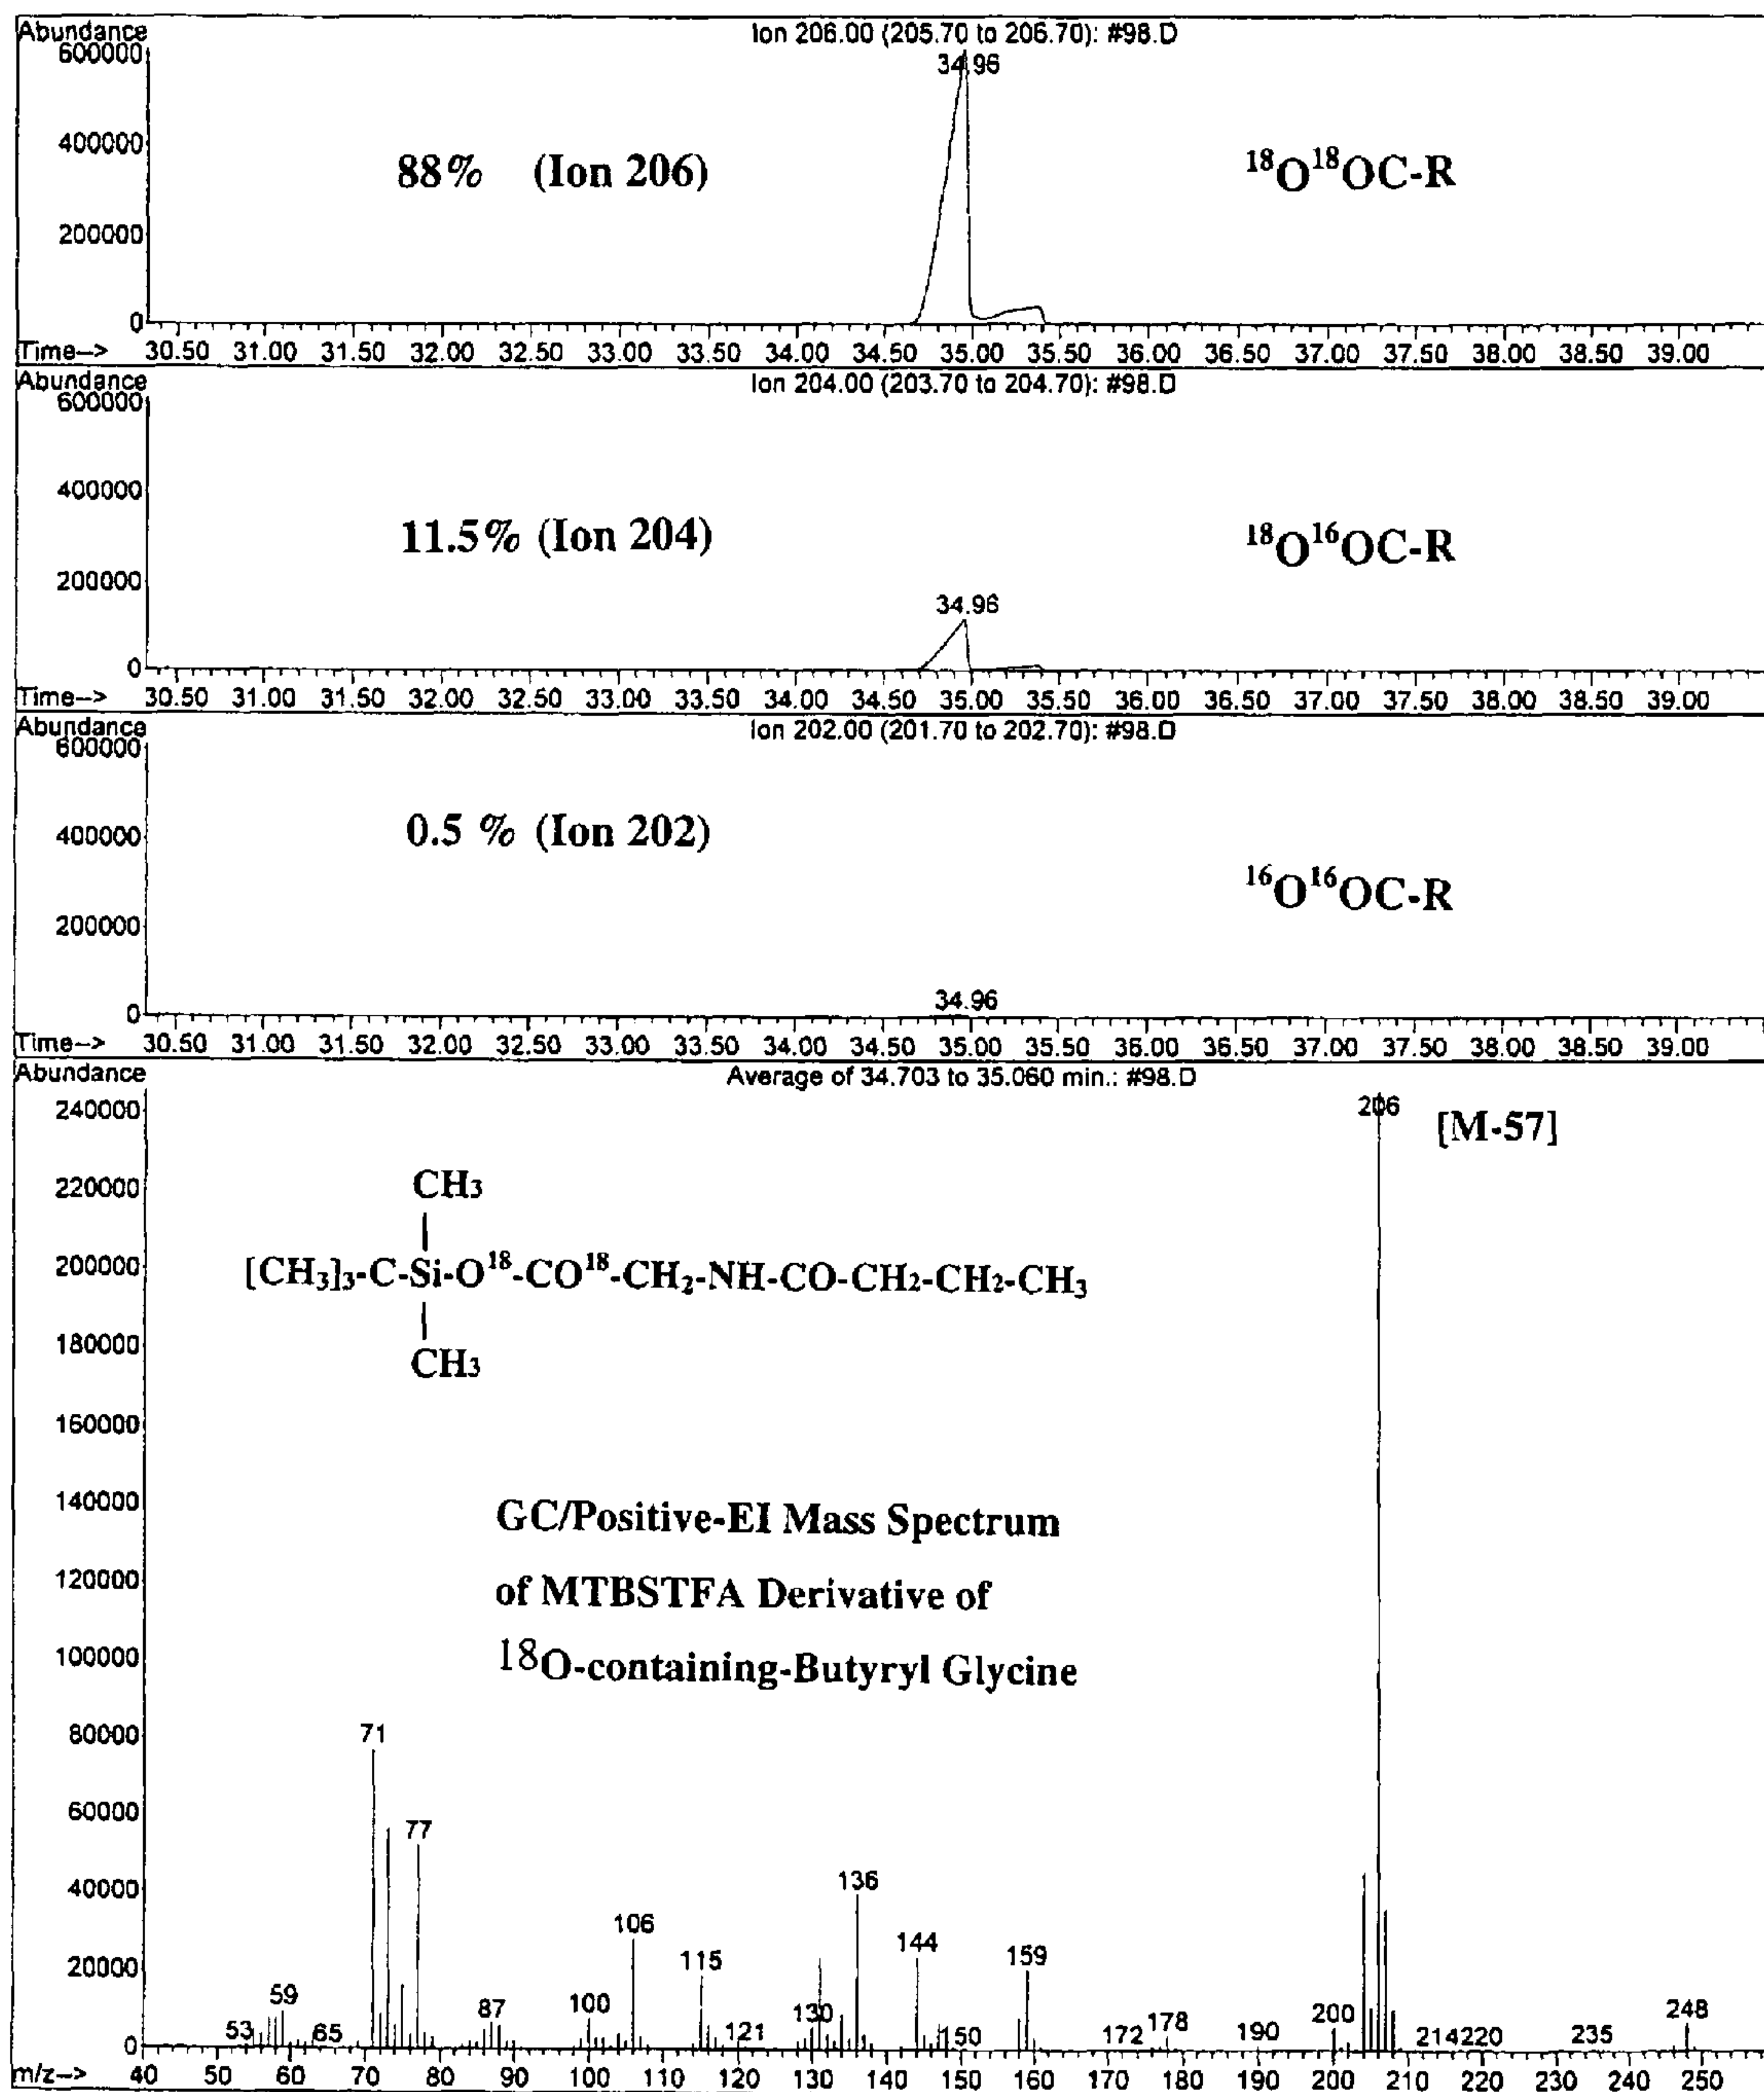 Abundance
Ion 206.00 (205.70 to 206.70): #98.D
600000
34.96
400000
88% (Ion 206)
¹⁸O¹⁸OC-R
200000
0
Time--> 30.50 31.00 31.50 32.00 32.50 33.00 33.50 34.00 34.50 35.00 35.50 36.00 36.50 37.00 37.50 38.00 38.50 39.00
Abundance
Ion 204.00 (203.70 to 204.70): #98.D
600000
400000
11.5% (Ion 204)
¹⁸O¹⁶OC-R
200000
34.96
0
Time--> 30.50 31.00 31.50 32.00 32.50 33.00 33.50 34.00 34.50 35.00 35.50 36.00 36.50 37.00 37.50 38.00 38.50 39.00
Abundance
Ion 202.00 (201.70 to 202.70): #98.D
600000
400000
0.5 % (Ion 202)
¹⁶O¹⁶OC-R
200000
34.96
0
Time--> 30.50 31.00 31.50 32.00 32.50 33.00 33.50 34.00 34.50 35.00 35.50 36.00 36.50 37.00 37.50 38.00 38.50 39.00
Abundance
Average of 34.703 to 35.060 min.: #98.D
240000
206
[M-57]
220000
CH₃
200000
[CH₃]₃-C-Si-O¹⁸-CO¹⁸-CH₂-NH-CO-CH₂-CH₂-CH₃
180000
CH₃
160000
140000
GC/Positive-EI Mass Spectrum
120000
of MTBSTFA Derivative of
100000
¹⁸O-containing-Butyryl Glycine
80000
71
60000
77
40000
136
106
20000
144
115
159
59
87
100
130
200
248
53
65
121
150
172
178
190
214
220
235
0
m/z--> 40 50 60 70 80 90 100 110 120 130 140 150 160 170 180 190 200 210 220 230 240 250